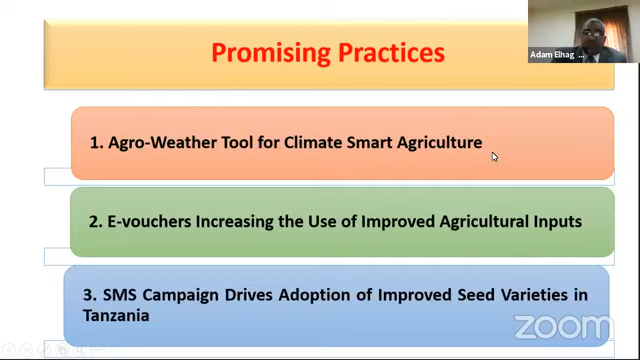 Promising Practices
Adam Elhag ...
1. Agro-Weather Tool for Climate Smart Agriculture
2. E-vouchers Increasing the Use of Improved Agricultural Inputs
3. SMS Campaign Drives Adoption of Improved Seed Varieties in
Tanzania
zoom